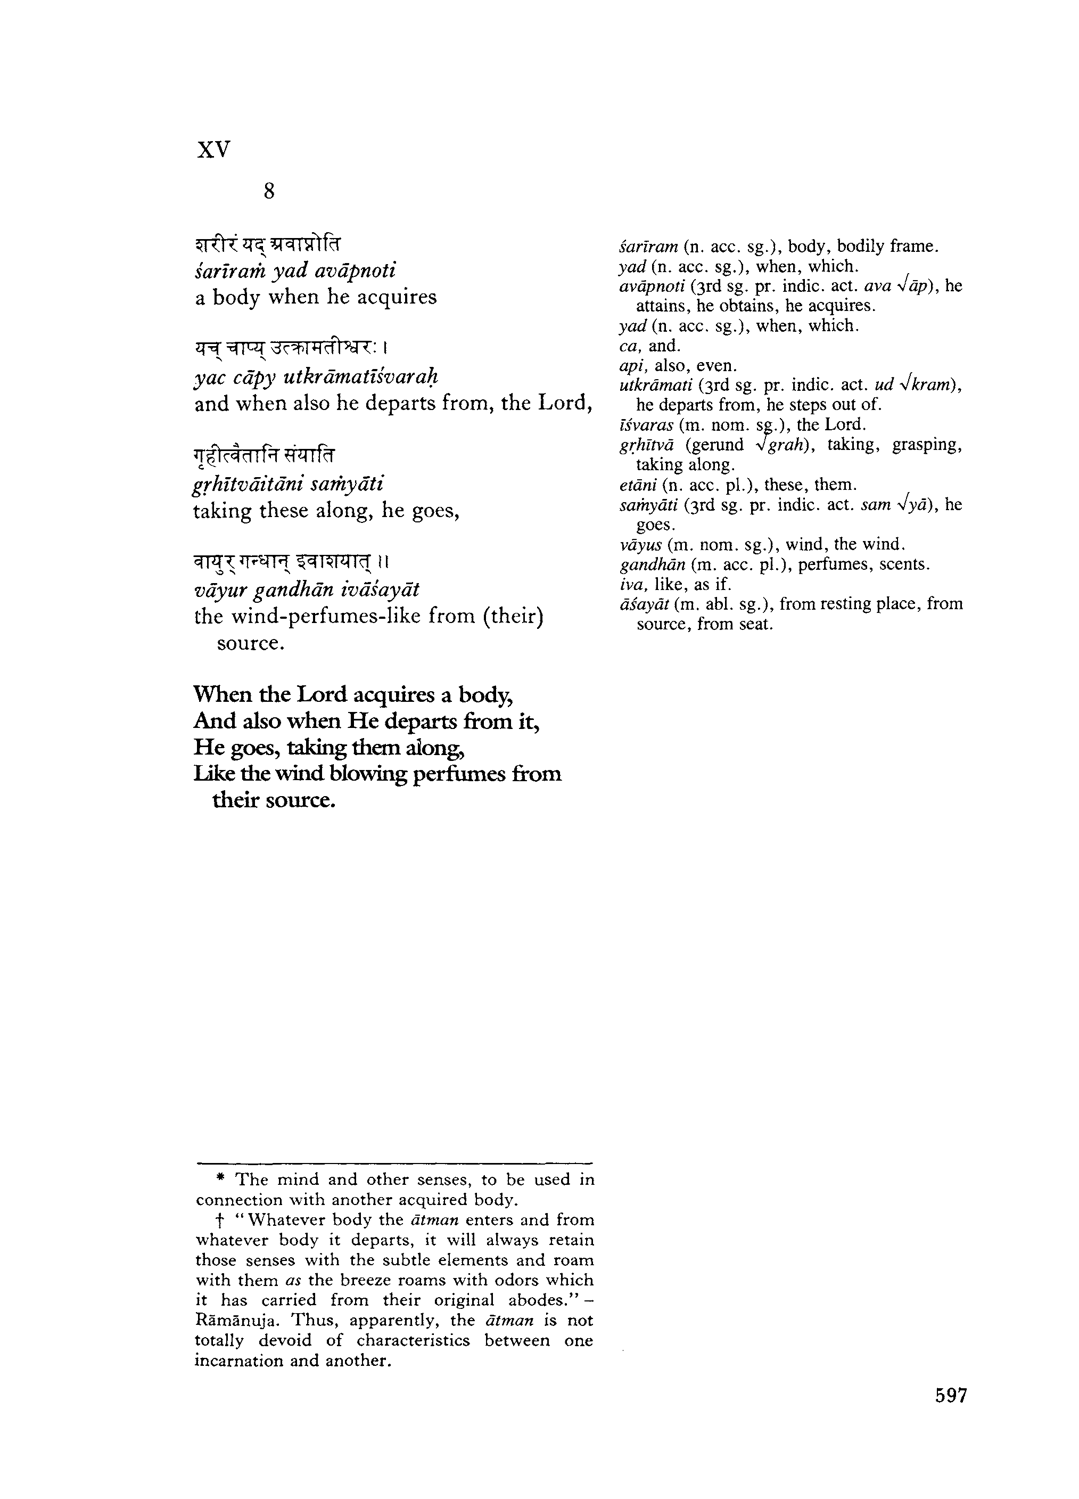 XV
8
शरीरं यद् अवाप्नोति
śarīraṁ yad avāpnoti
a body when he acquires
यच् चाप्य् उत्क्रामतीश्वरः ।
yac cāpy utkrāmatīśvaraḥ
and when also he departs from, the Lord,
गृहीत्वैतानि संयाति
gṛhītvāitāni saṁyāti
taking these along, he goes,
वायुर् गन्धान् इवाशयात् ॥
vāyur gandhān ivāśayāt
the wind-perfumes-like from (their)
source.
When the Lord acquires a body,
And also when He departs from it,
He goes, taking them along,
Like the wind blowing perfumes from
their source.
śarīram (n. acc. sg.), body, bodily frame.
yad (n. acc. sg.), when, which.
avāpnoti (3rd sg. pr. indic. act. ava √āp), he
attains, he obtains, he acquires.
yad (n. acc. sg.), when, which.
ca, and.
api, also, even.
utkrāmati (3rd sg. pr. indic. act. ud √kram),
he departs from, he steps out of.
īśvaras (m. nom. sg.), the Lord.
gṛhītvā (gerund √grah), taking, grasping,
taking along.
etāni (n. acc. pl.), these, them.
saṁyāti (3rd sg. pr. indic. act. sam √yā), he
goes.
vāyus (m. nom. sg.), wind, the wind.
gandhān (m. acc. pl.), perfumes, scents.
iva, like, as if.
āśayāt (m. abl. sg.), from resting place, from
source, from seat.
* The mind and other senses, to be used in
connection with another acquired body.
† “Whatever body the ātman enters and from
whatever body it departs, it will always retain
those senses with the subtle elements and roam
with them as the breeze roams with odors which
it has carried from their original abodes.” –
Rāmānuja. Thus, apparently, the ātman is not
totally devoid of characteristics between one
incarnation and another.
597